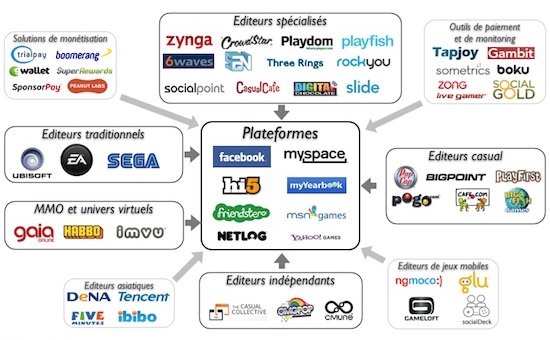 Solutions de monétisation
trialpay boomerang
wallet SuperRewards
SponsorPay PEANUT LABS
Editeurs spécialisés
zynga CrowdStar Playdom playfish
6waves Three Rings rockyou
socialpoint CasualCafe DIGITAL CHOCOLATE slide
Outils de paiement
et de monitoring
Tapjoy Gambit
sometrics boku
zong SOCIAL GOLD
live gamer
Editeurs traditionnels
UBISOFT EA SEGA
Plateformes
facebook myspace
hi5 myYearbook
friendster msn games
NETLOG YAHOO! GAMES
Editeurs casual
BIGPOINT PLAYFIRST
pogo CAFE.COM Big Fish Games
MMO et univers virtuels
gaia ONLINE HABBO imvu
Editeurs asiatiques
DeNA Tencent
FIVE MINUTES ibibo
Editeurs indépendants
THE CASUAL COLLECTIVE OMGPOP
Editeurs de jeux mobiles
ngmoco:) glu
GAMELOFT socialDeck